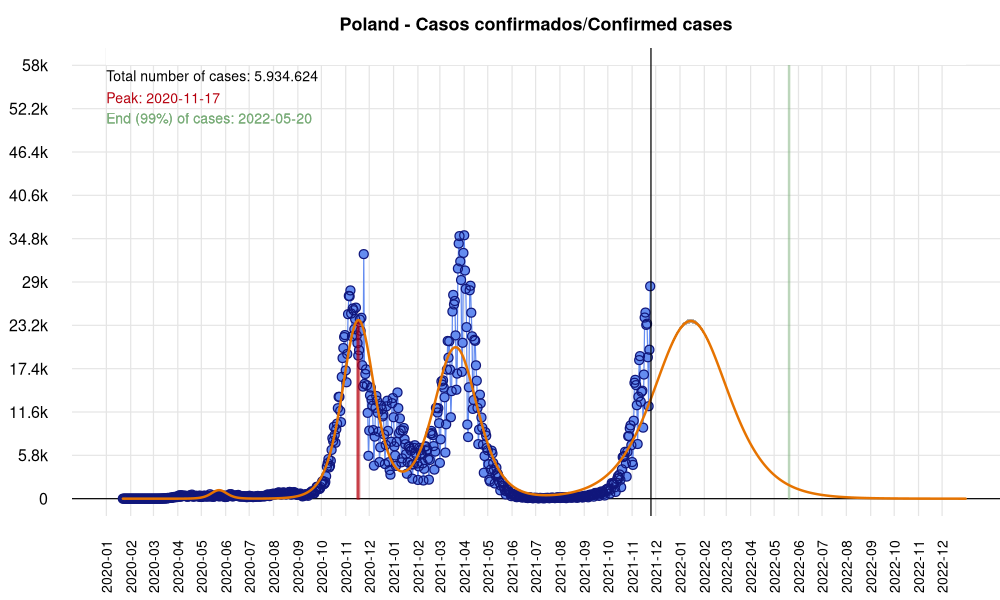 Poland - Casos confirmados/Confirmed cases
58k
52.2k
46.4k
40.6k
34.8k
29k
23.2k
17.4k
11.6k
5.8k
0
Total number of cases: 5.934.624
Peak: 2020-11-17
End (99%) of cases: 2022-05-20
2020-01
2020-02
2020-03
2020-04
2020-05
2020-06
2020-07
2020-08
2020-09
2020-10
2020-11
2020-12
2021-01
2021-02
2021-03
2021-04
2021-05
2021-06
2021-07
2021-08
2021-09
2021-10
2021-11
2021-12
2022-01
2022-02
2022-03
2022-04
2022-05
2022-06
2022-07
2022-08
2022-09
2022-10
2022-11
2022-12